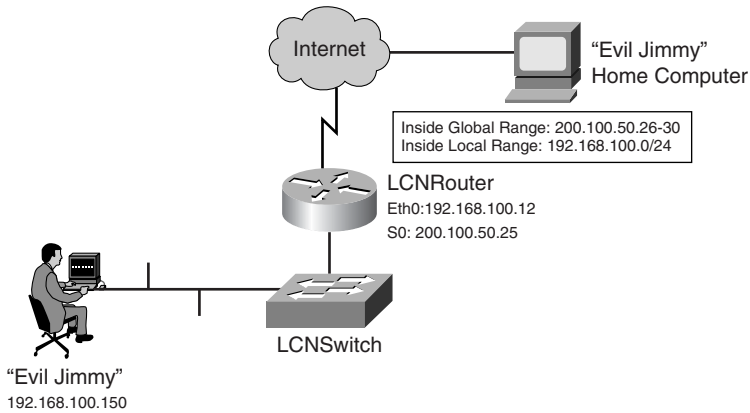 Internet
“Evil Jimmy”
Home Computer
Inside Global Range: 200.100.50.26-30
Inside Local Range: 192.168.100.0/24
LCNRouter
Eth0:192.168.100.12
S0: 200.100.50.25
LCNSwitch
“Evil Jimmy”
192.168.100.150